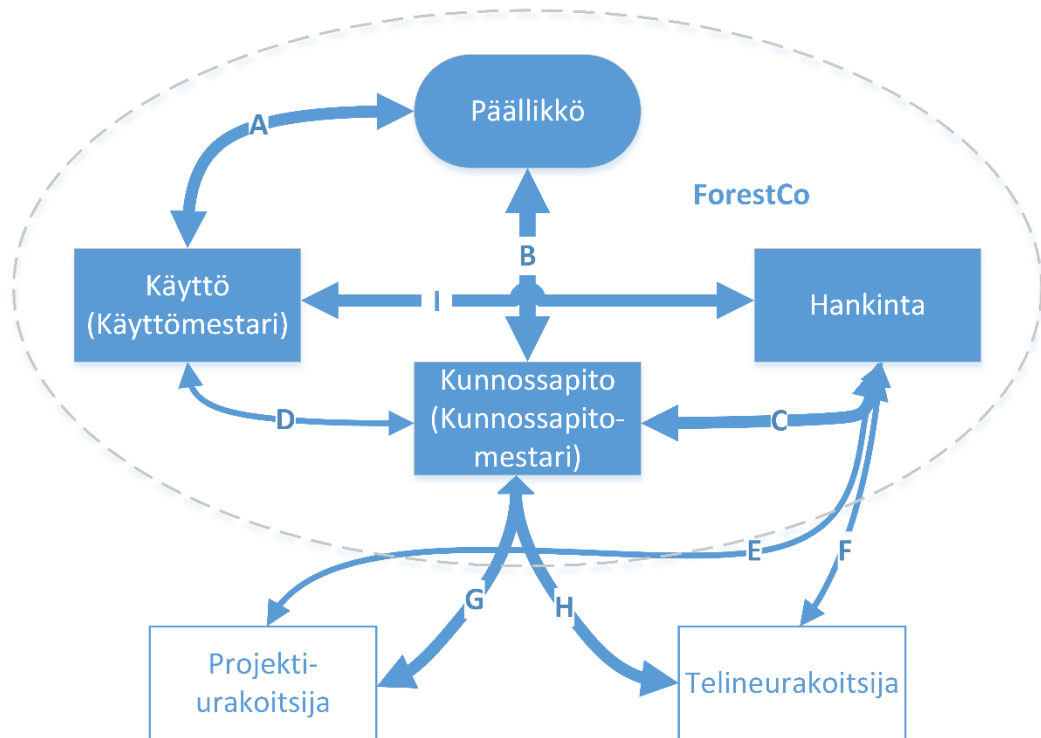 Päällikkö
A
ForestCo
B
Käyttö
(Käyttömestari)
I
Hankinta
Kunnossapito
(Kunnossapito-
mestari)
D
C
E
F
G
H
Projekti-
urakoitsija
Telineurakoitsija